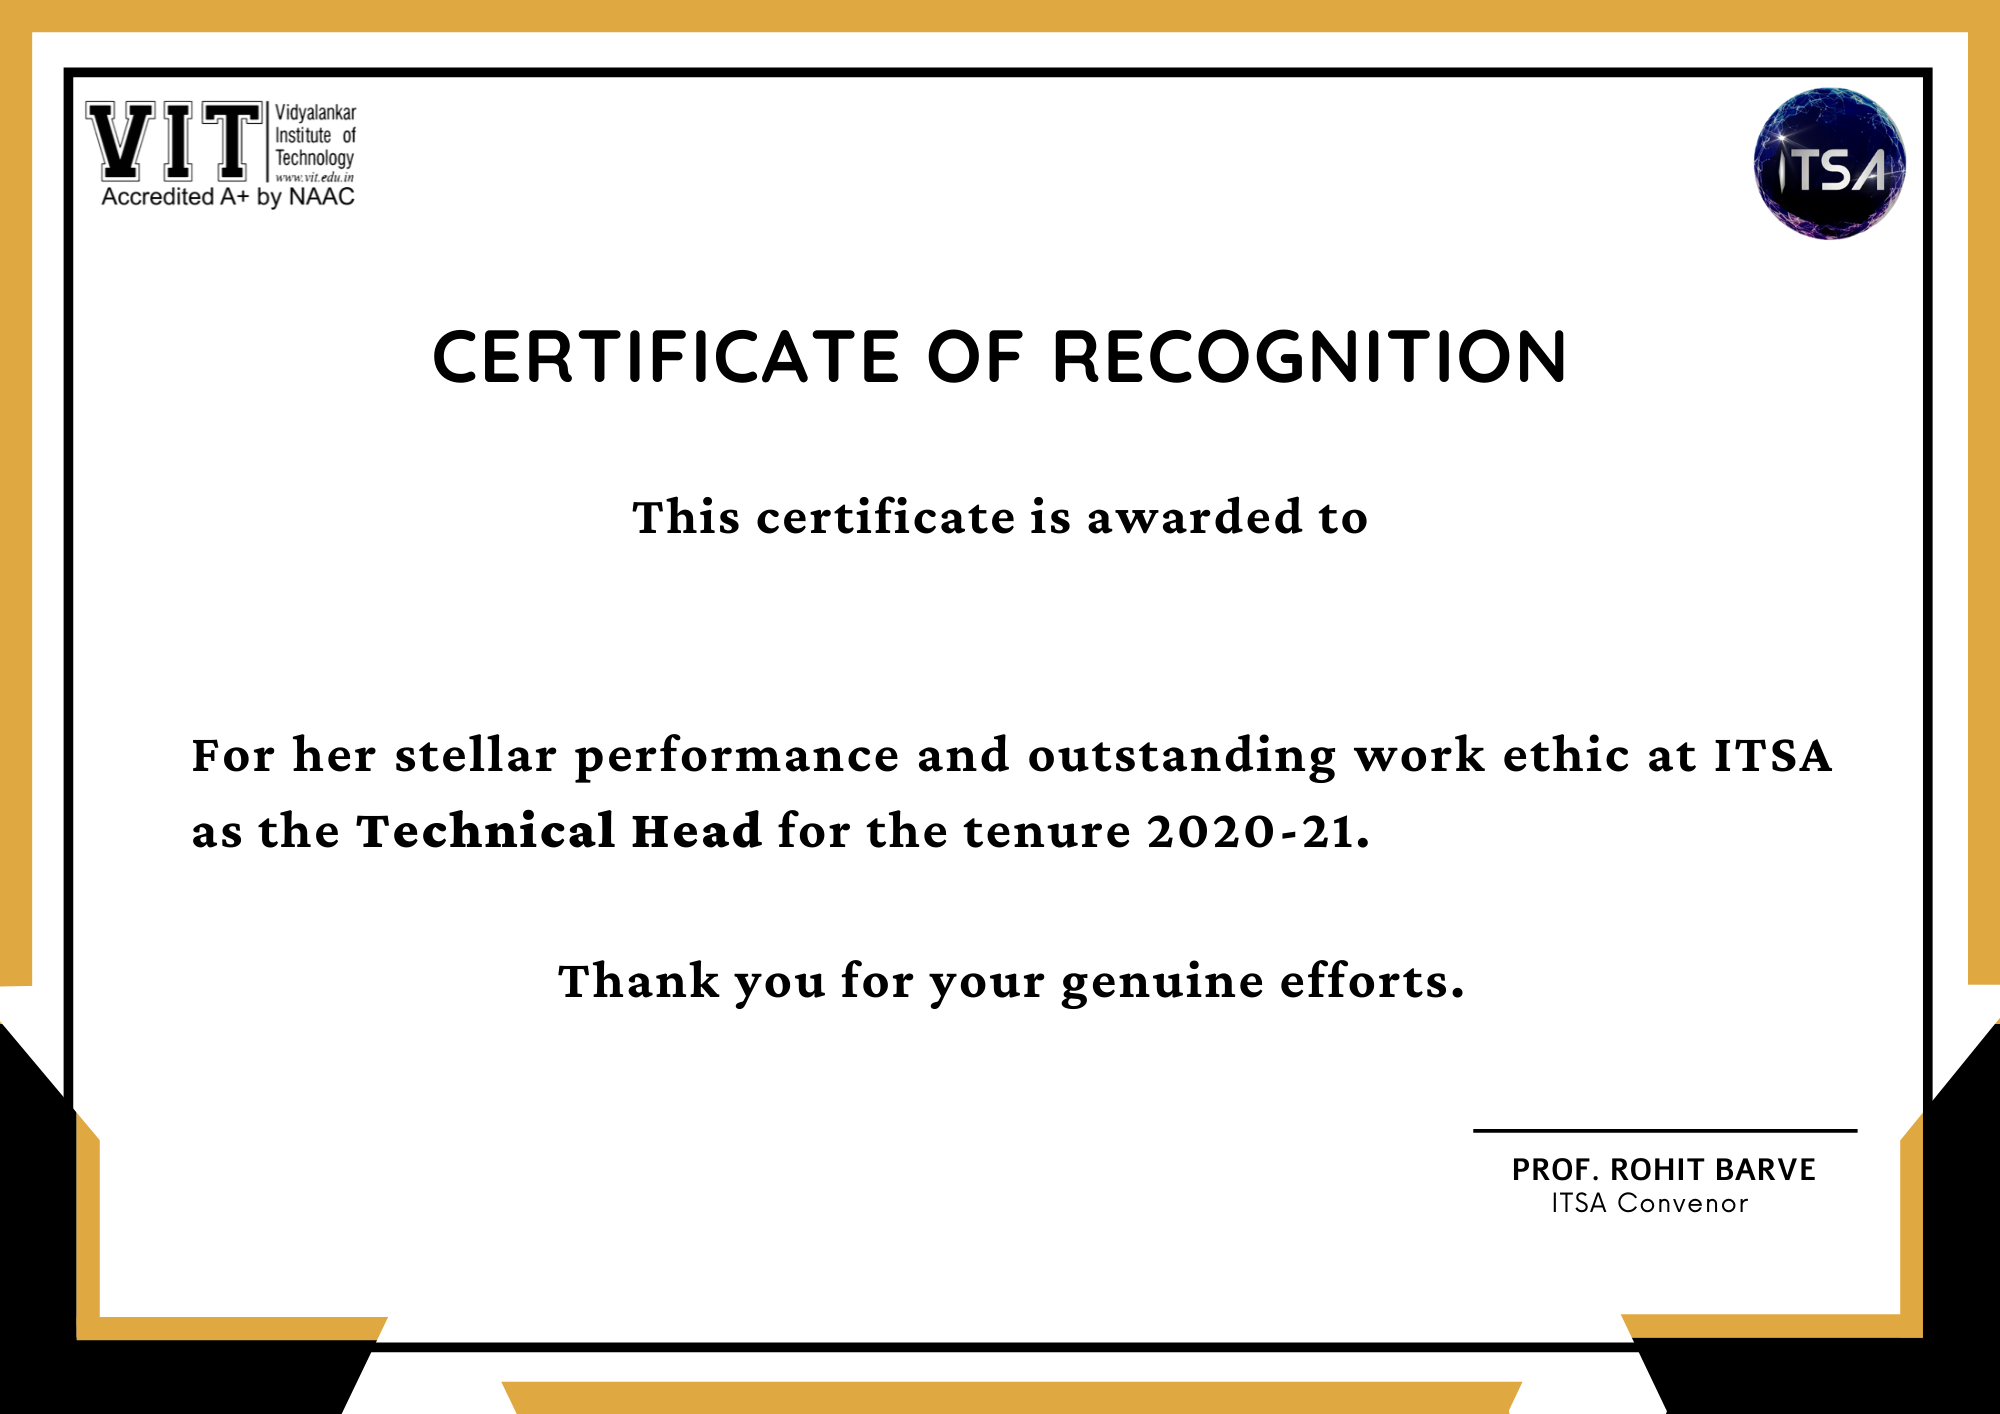 VIT
Vidyalankar
Institute of
Technology
www.vit.edu.in
Accredited A+ by NAAC
ITSA
CERTIFICATE OF RECOGNITION
This certificate is awarded to
For her stellar performance and outstanding work ethic at ITSA
as the Technical Head for the tenure 2020-21.
Thank you for your genuine efforts.
PROF. ROHIT BARVE
ITSA Convenor